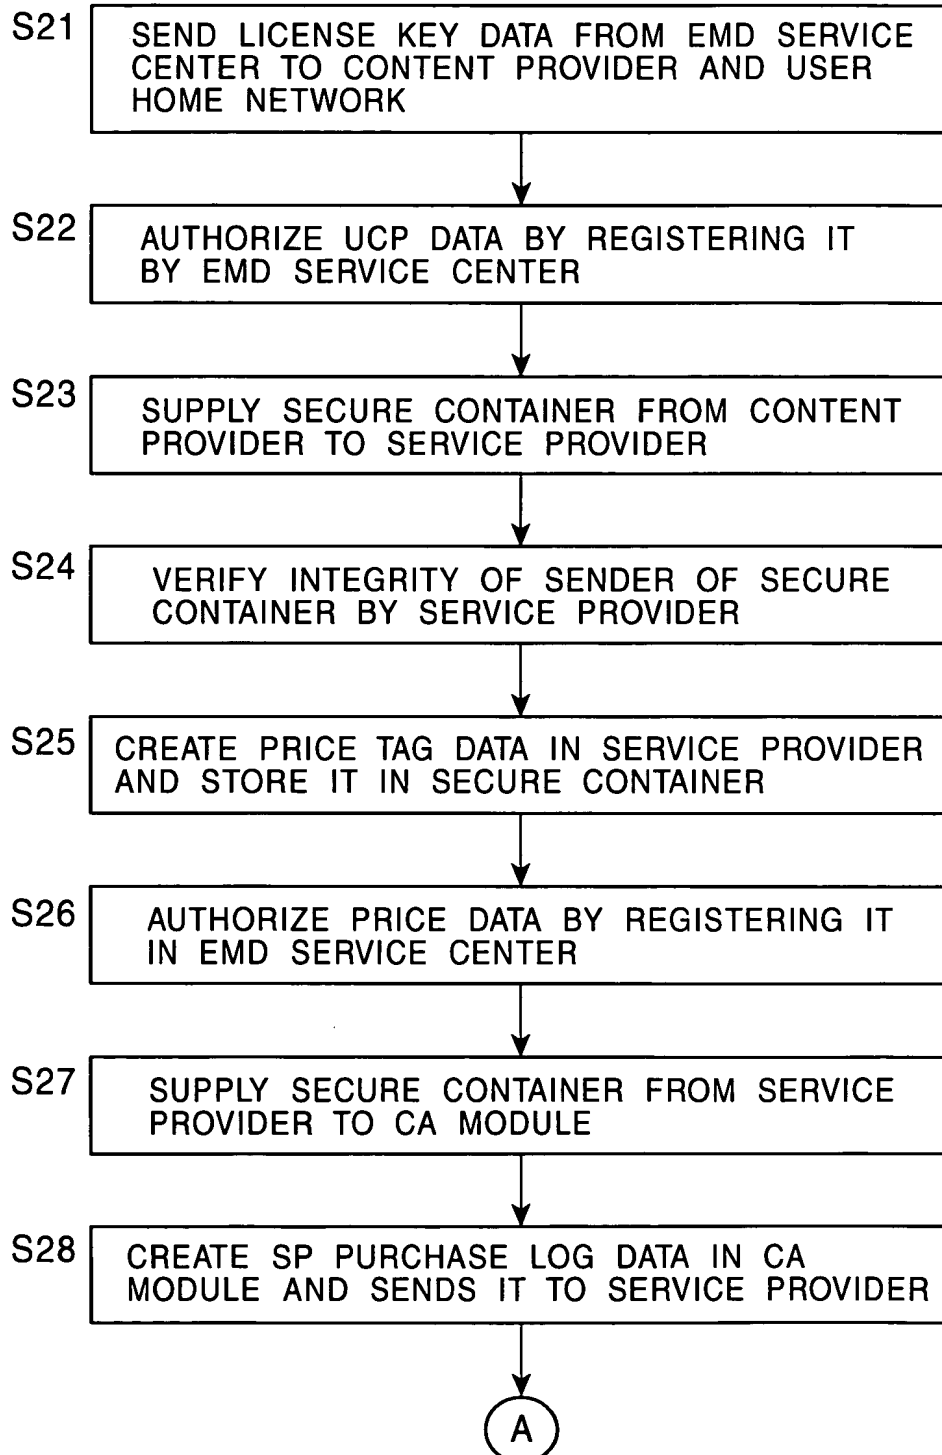 S21
SEND LICENSE KEY DATA FROM EMD SERVICE
CENTER TO CONTENT PROVIDER AND USER
HOME NETWORK
S22
AUTHORIZE UCP DATA BY REGISTERING IT
BY EMD SERVICE CENTER
S23
SUPPLY SECURE CONTAINER FROM CONTENT
PROVIDER TO SERVICE PROVIDER
S24
VERIFY INTEGRITY OF SENDER OF SECURE
CONTAINER BY SERVICE PROVIDER
S25
CREATE PRICE TAG DATA IN SERVICE PROVIDER
AND STORE IT IN SECURE CONTAINER
S26
AUTHORIZE PRICE DATA BY REGISTERING IT
IN EMD SERVICE CENTER
S27
SUPPLY SECURE CONTAINER FROM SERVICE
PROVIDER TO CA MODULE
S28
CREATE SP PURCHASE LOG DATA IN CA
MODULE AND SENDS IT TO SERVICE PROVIDER
A